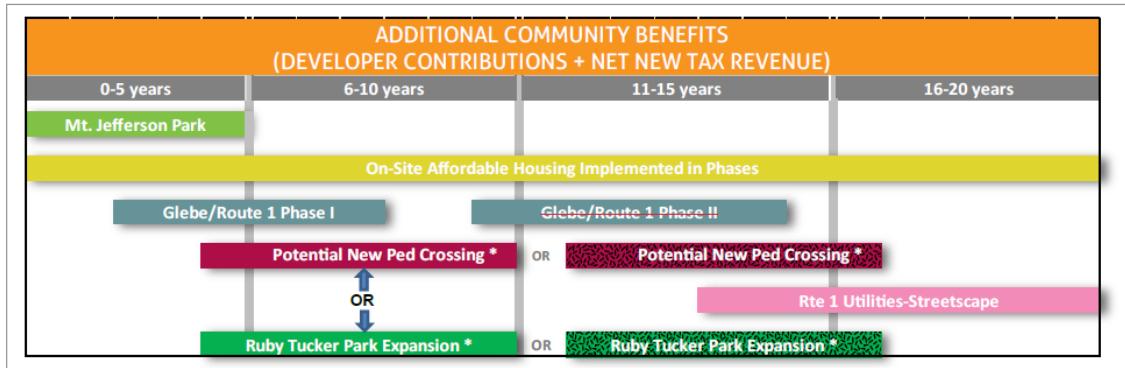 ADDITIONAL COMMUNITY BENEFITS
(DEVELOPER CONTRIBUTIONS + NET NEW TAX REVENUE)
0-5 years 6-10 years 11-15 years 16-20 years
Mt. Jefferson Park
On-Site Affordable Housing Implemented in Phases
Glebe/Route 1 Phase I Glebe/Route 1 Phase II
Potential New Ped Crossing * OR Potential New Ped Crossing *
OR
Rte 1 Utilities-Streetscape
Ruby Tucker Park Expansion * OR Ruby Tucker Park Expansion *